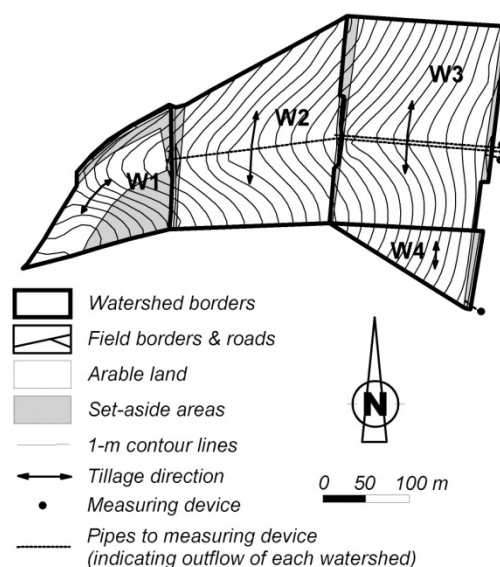 W3
W2
W1
W4
Watershed borders
Field borders & roads
Arable land
Set-aside areas
1-m contour lines
Tillage direction
Measuring device
Pipes to measuring device
(indicating outflow of each watershed)
N
0 50 100 m